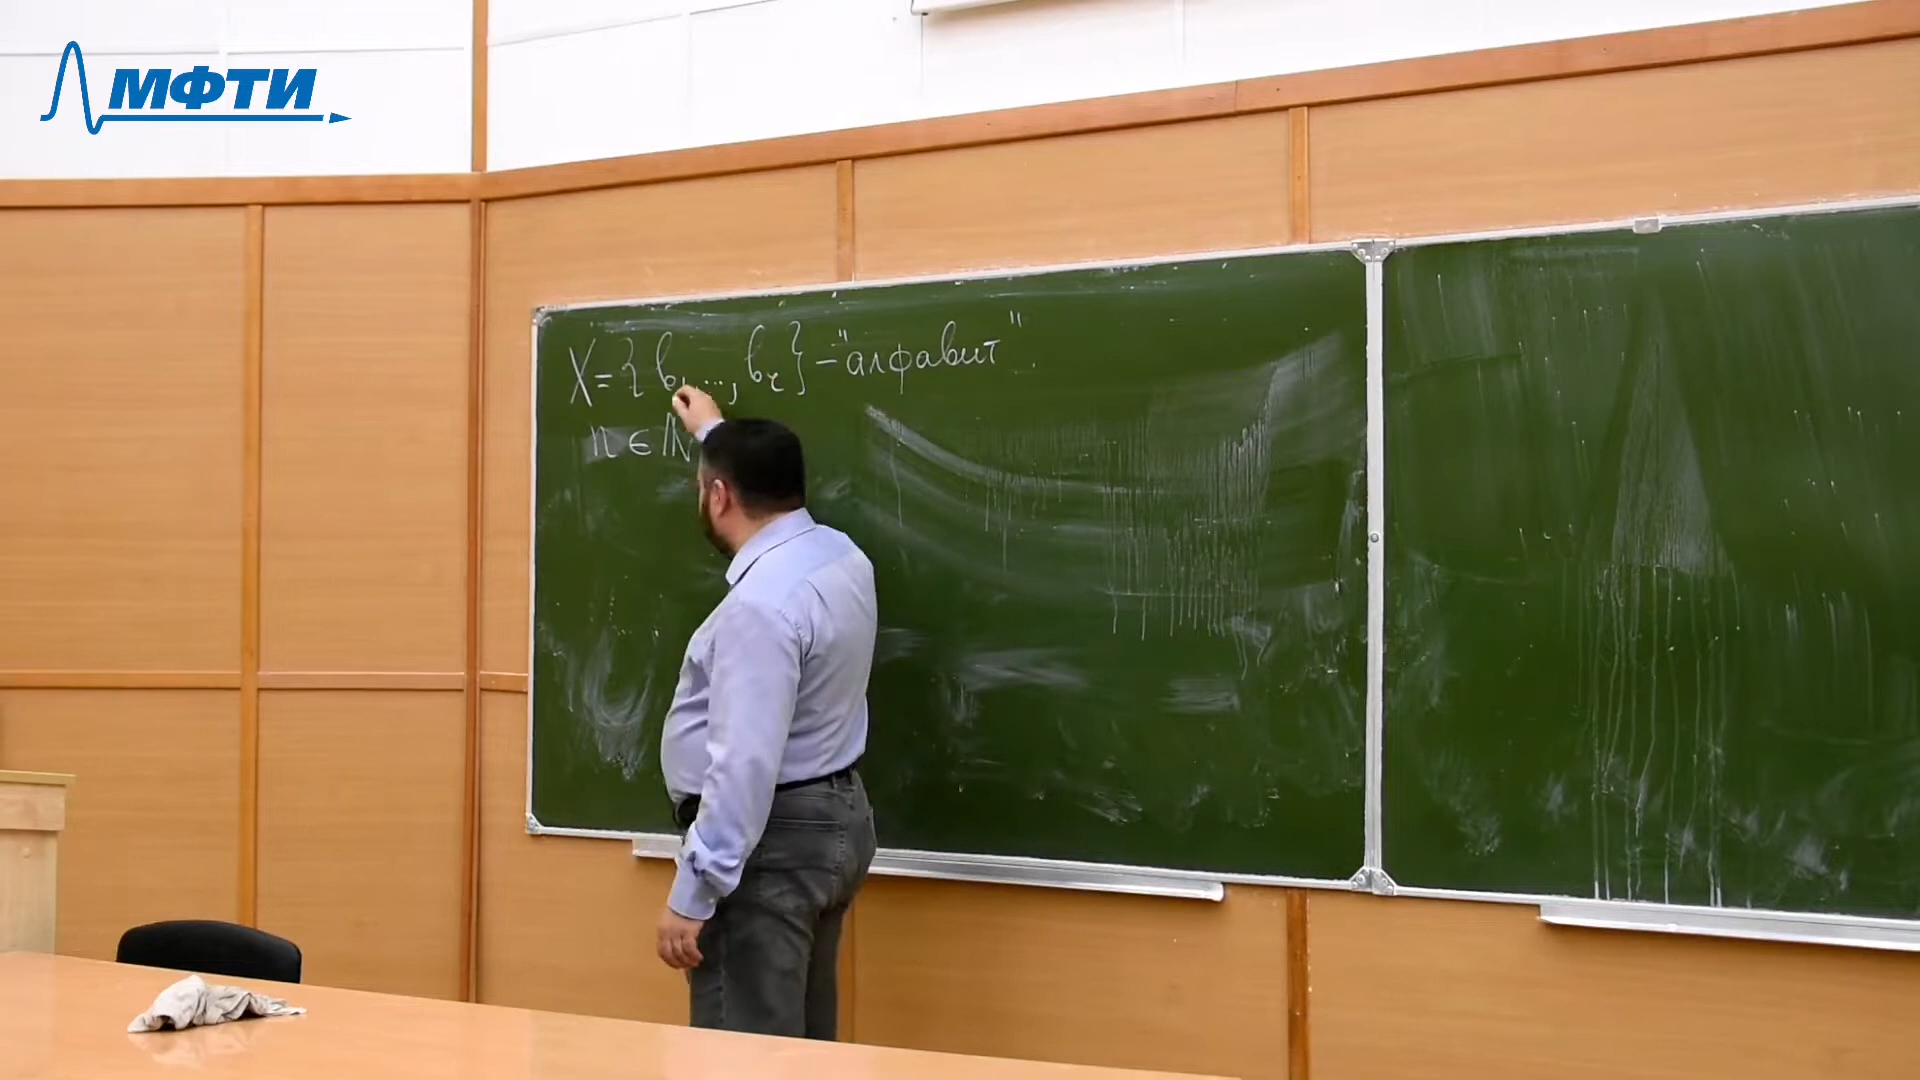 МФТИ
X = { b₁, ..., bᵣ } – "алфавит"
n ∈ ℕ